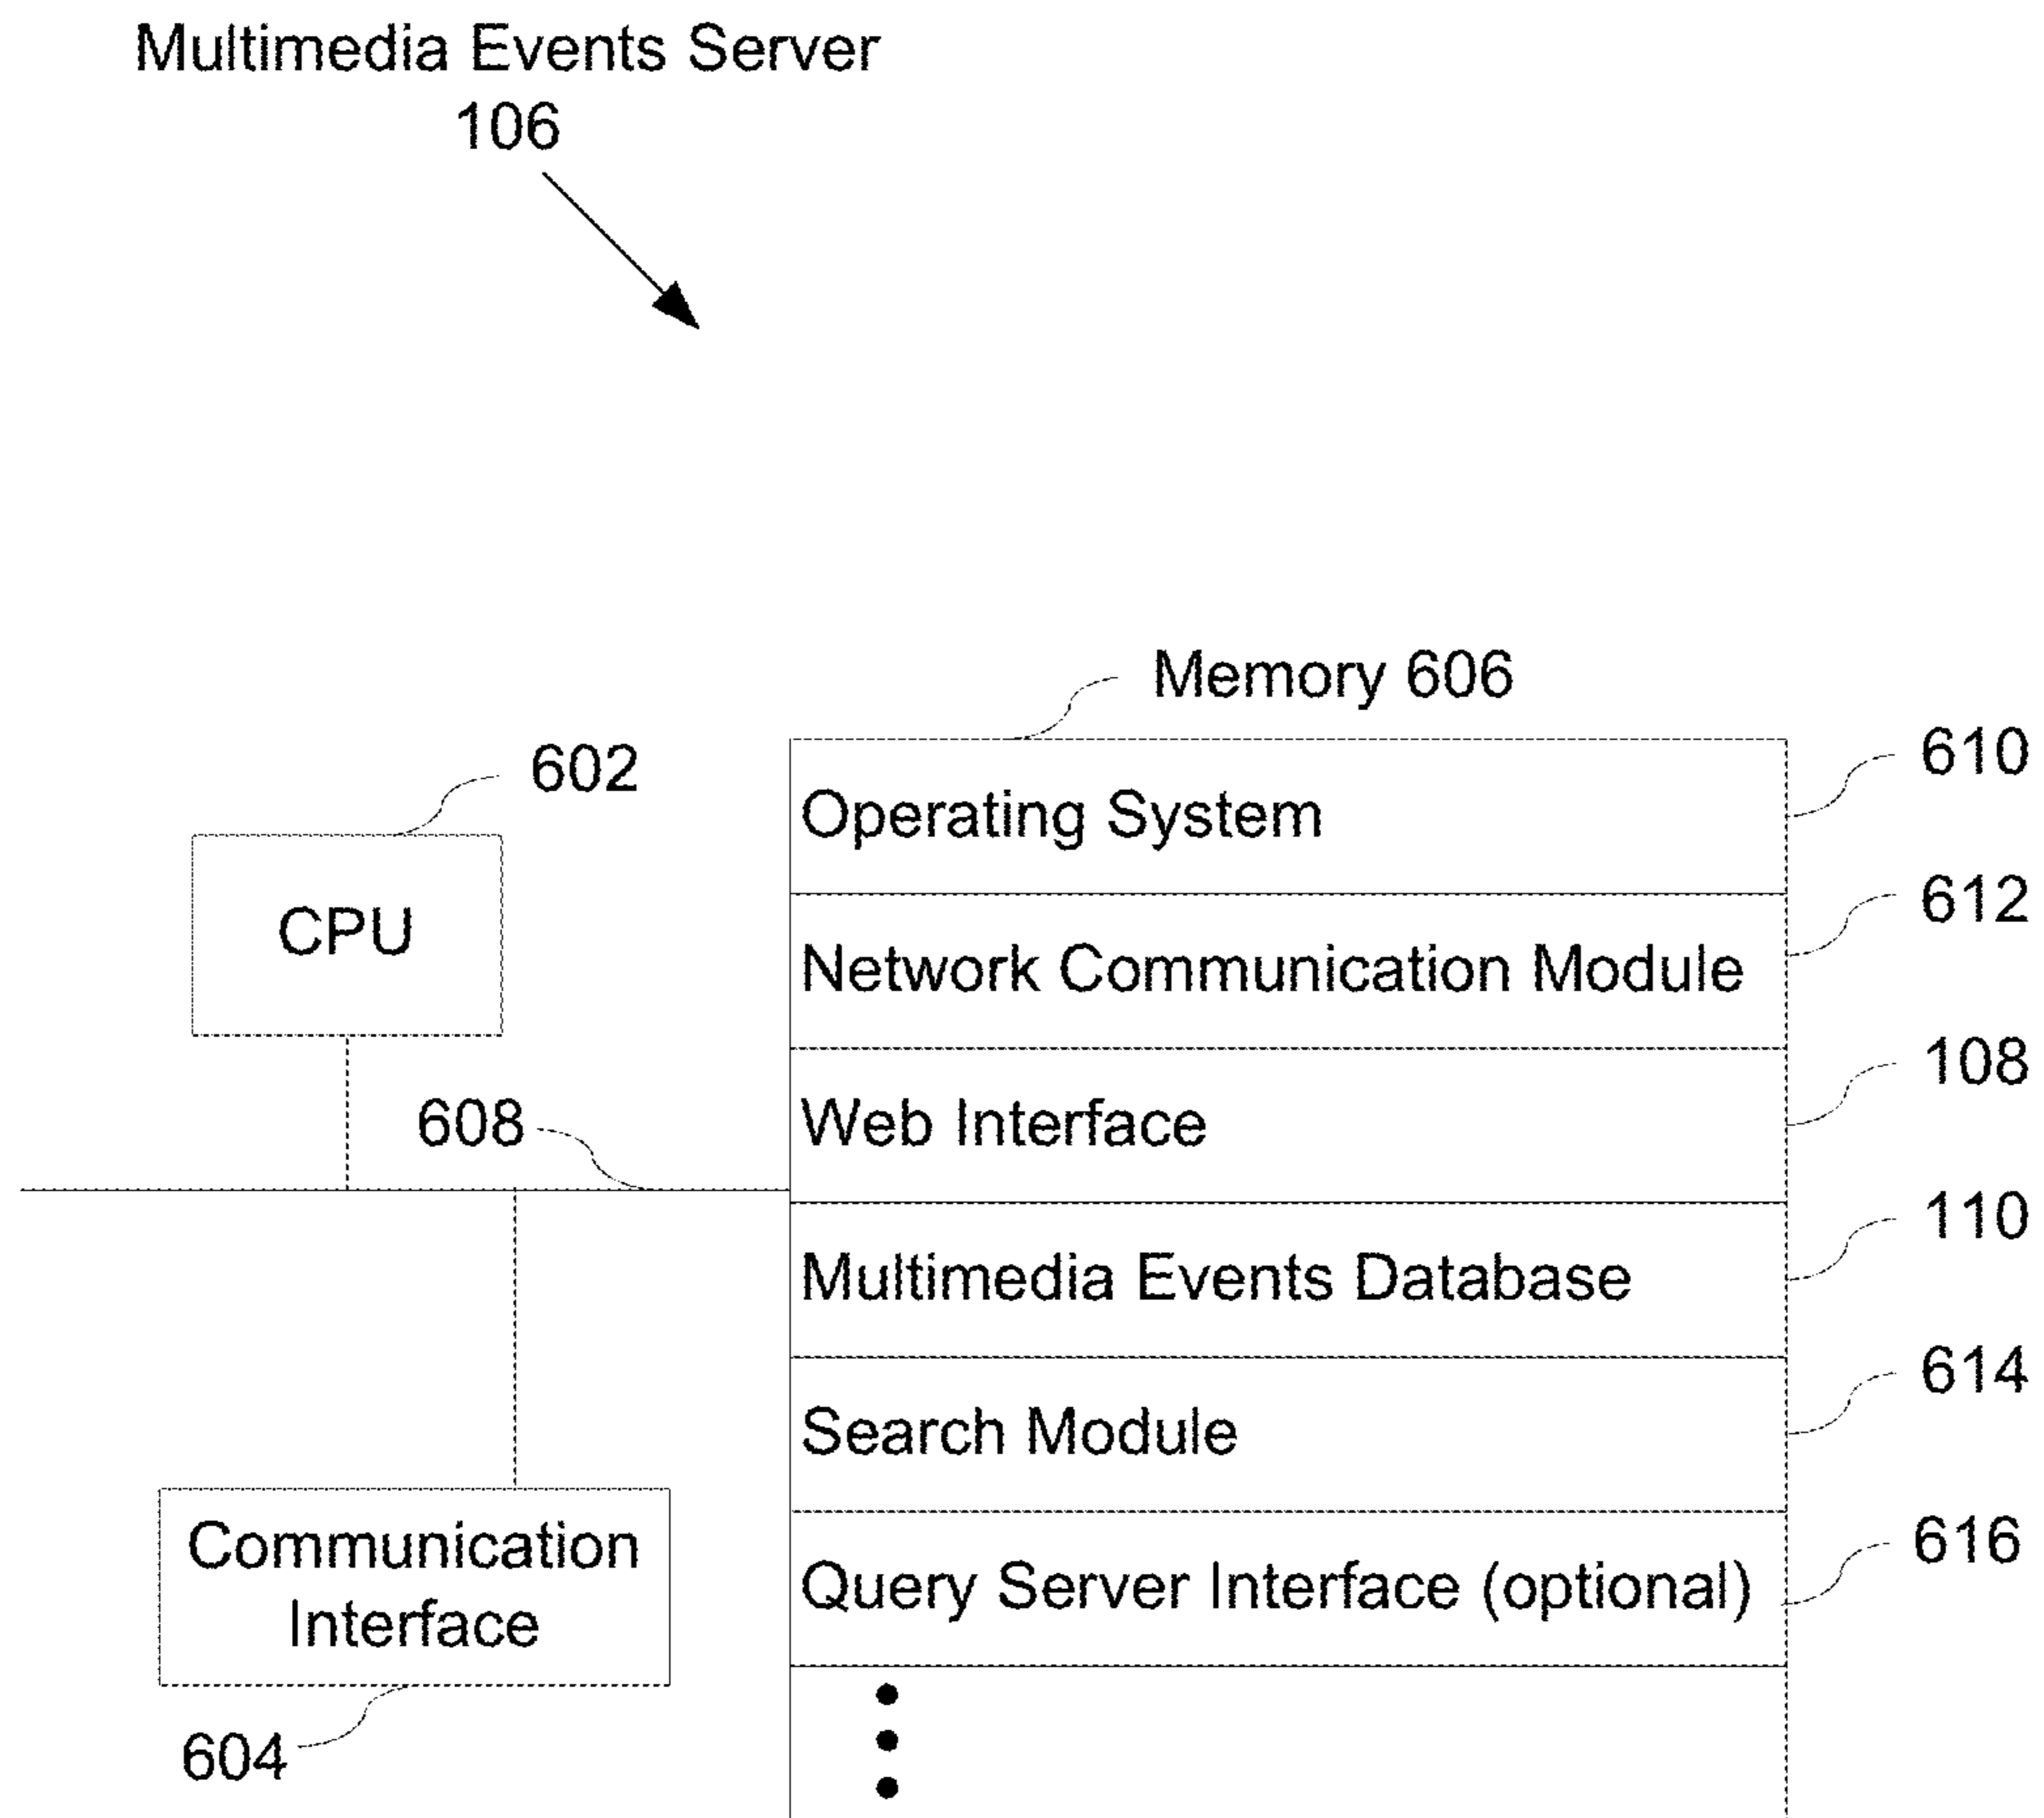 Multimedia Events Server
106
Memory 606
602
CPU
608
Communication
Interface
604
Operating System
610
Network Communication Module
612
Web Interface
108
Multimedia Events Database
110
Search Module
614
Query Server Interface (optional)
616